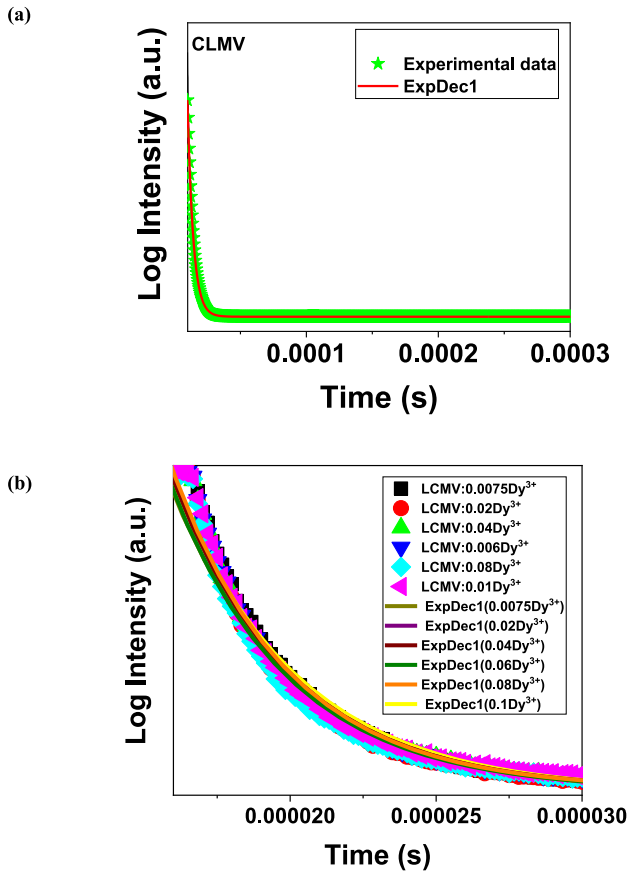 (a)
CLMV
Experimental data
ExpDec1
Log Intensity (a.u.)
0.0001
0.0002
0.0003
Time (s)
(b)
LCMV:0.0075Dy³⁺
LCMV:0.02Dy³⁺
LCMV:0.04Dy³⁺
LCMV:0.006Dy³⁺
LCMV:0.08Dy³⁺
LCMV:0.01Dy³⁺
ExpDec1(0.0075Dy³⁺)
ExpDec1(0.02Dy³⁺)
ExpDec1(0.04Dy³⁺)
ExpDec1(0.06Dy³⁺)
ExpDec1(0.08Dy³⁺)
ExpDec1(0.1Dy³⁺)
Log Intensity (a.u.)
0.000020
0.000025
0.000030
Time (s)